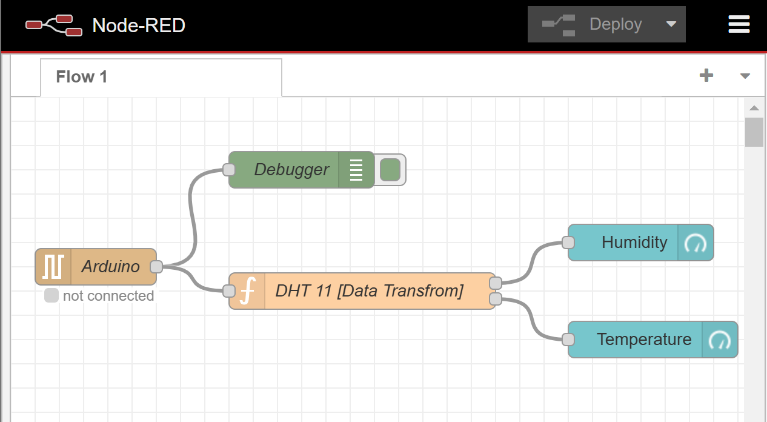 Node-RED
Deploy
Flow 1
Debugger
Humidity
Arduino
not connected
DHT 11 [Data Transfrom]
Temperature